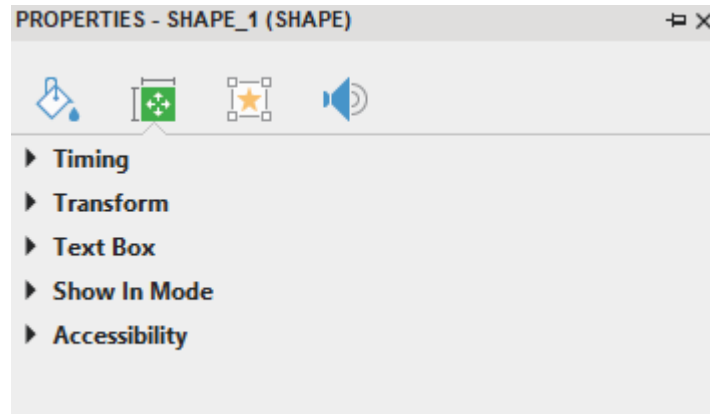 PROPERTIES - SHAPE_1 (SHAPE)
Timing
Transform
Text Box
Show In Mode
Accessibility